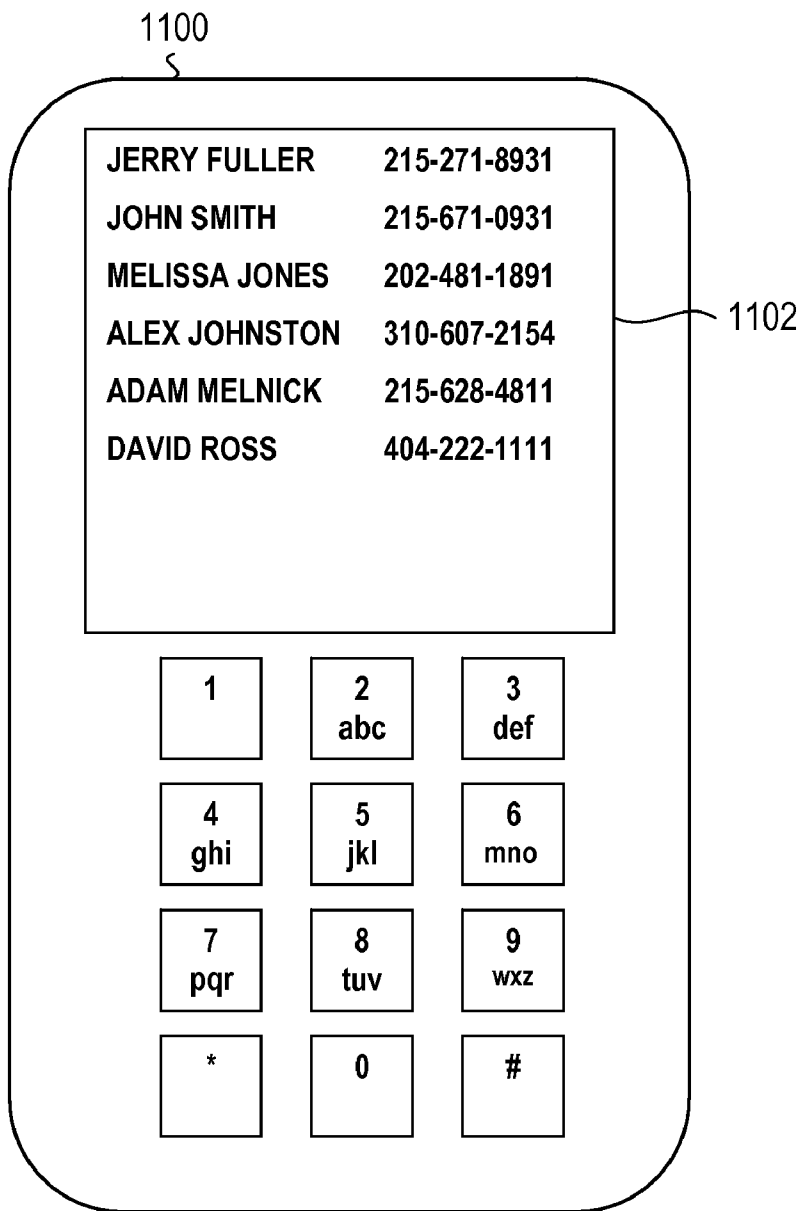 1100
JERRY FULLER 215-271-8931
JOHN SMITH 215-671-0931
MELISSA JONES 202-481-1891
ALEX JOHNSTON 310-607-2154
1102
ADAM MELNICK 215-628-4811
DAVID ROSS 404-222-1111
1 2 3
abc def
4 5 6
ghi jkl mno
7 8 9
pqr tuv wxz
* 0 #